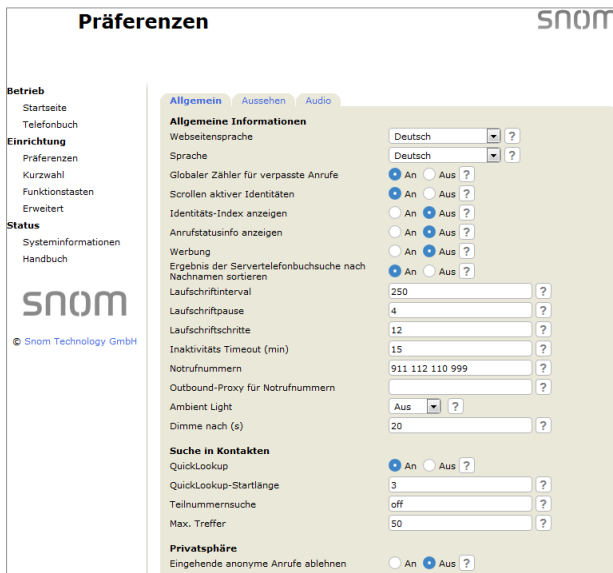 Präferenzen
snom
Betrieb
Startseite
Telefonbuch
Einrichtung
Präferenzen
Kurzwahl
Funktionstasten
Erweitert
Status
Systeminformationen
Handbuch
snom
© Snom Technology GmbH
Allgemein Aussehen Audio
Allgemeine Informationen
Webseitensprache Deutsch ?
Sprache Deutsch ?
Globaler Zähler für verpasste Anrufe An Aus ?
Scrollen aktiver Identitäten An Aus ?
Identitäts-Index anzeigen An Aus ?
Anrufstatusinfo anzeigen An Aus ?
Werbung An Aus ?
Ergebnis der Servertelefonbuchsuche nach
Nachnamen sortieren An Aus ?
Laufschriftinterval 250 ?
Laufschriftpause 4 ?
Laufschriftschritte 12 ?
Inaktivitäts Timeout (min) 15 ?
Notrufnummern 911 112 110 999 ?
Outbound-Proxy für Notrufnummern ?
Ambient Light Aus ?
Dimme nach (s) 20 ?
Suche in Kontakten
QuickLookup An Aus ?
QuickLookup-Startlänge 3 ?
Teilnummernsuche off ?
Max. Treffer 50 ?
Privatsphäre
Eingehende anonyme Anrufe ablehnen An Aus ?